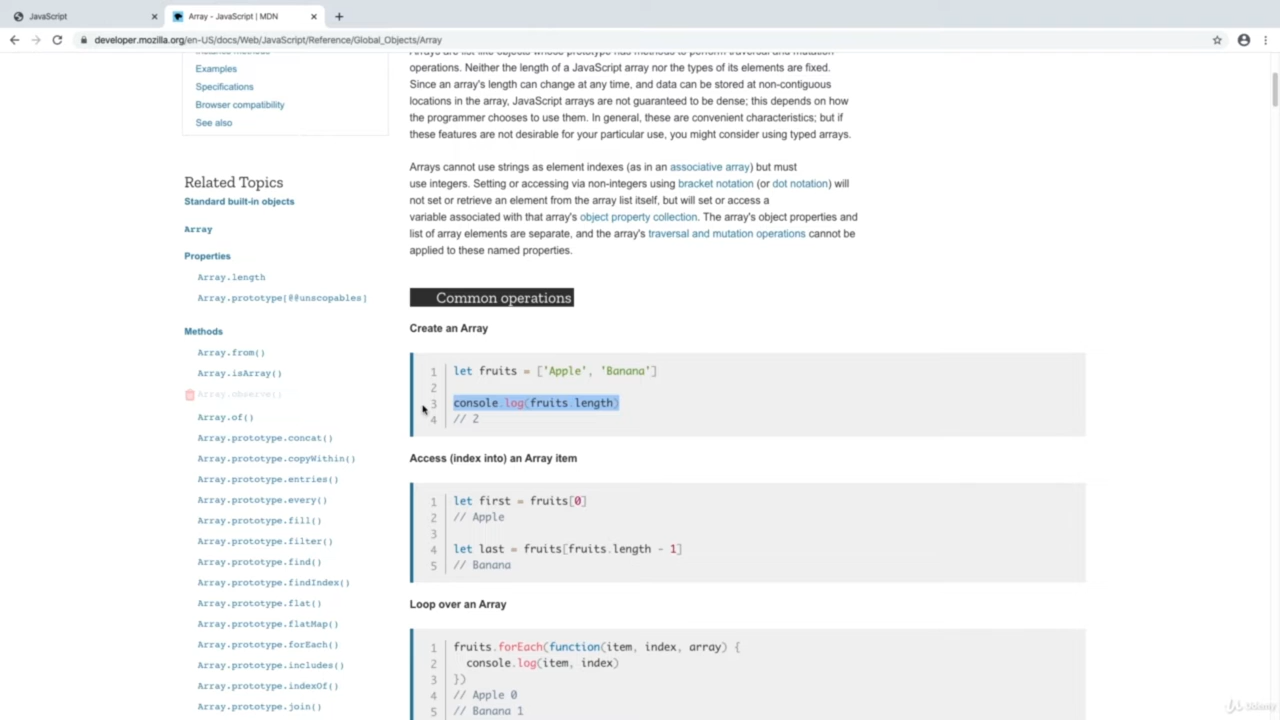 JavaScript
Array - JavaScript | MDN
developer.mozilla.org/en-US/docs/Web/JavaScript/Reference/Global_Objects/Array
Examples
Specifications
Browser compatibility
See also
Related Topics
Standard built-in objects
Array
Properties
Array.length
Array.prototype[@@unscopables]
Methods
Array.from()
Array.isArray()
Array.observe()
Array.of()
Array.prototype.concat()
Array.prototype.copyWithin()
Array.prototype.entries()
Array.prototype.every()
Array.prototype.fill()
Array.prototype.filter()
Array.prototype.find()
Array.prototype.findIndex()
Array.prototype.flat()
Array.prototype.flatMap()
Array.prototype.forEach()
Array.prototype.includes()
Array.prototype.indexOf()
Array.prototype.join()
operations. Neither the length of a JavaScript array nor the types of its elements are fixed.
Since an array's length can change at any time, and data can be stored at non-contiguous
locations in the array, JavaScript arrays are not guaranteed to be dense; this depends on how
the programmer chooses to use them. In general, these are convenient characteristics; but if
these features are not desirable for your particular use, you might consider using typed arrays.
Arrays cannot use strings as element indexes (as in an associative array) but must
use integers. Setting or accessing via non-integers using bracket notation (or dot notation) will
not set or retrieve an element from the array list itself, but will set or access a
variable associated with that array's object property collection. The array's object properties and
list of array elements are separate, and the array's traversal and mutation operations cannot be
applied to these named properties.
Common operations
Create an Array
1 let fruits = ['Apple', 'Banana']
2
3 console.log(fruits.length)
4 // 2
Access (index into) an Array item
1 let first = fruits[0]
2 // Apple
3
4 let last = fruits[fruits.length - 1]
5 // Banana
Loop over an Array
1 fruits.forEach(function(item, index, array) {
2 console.log(item, index)
3 })
4 // Apple 0
5 // Banana 1
Udemy